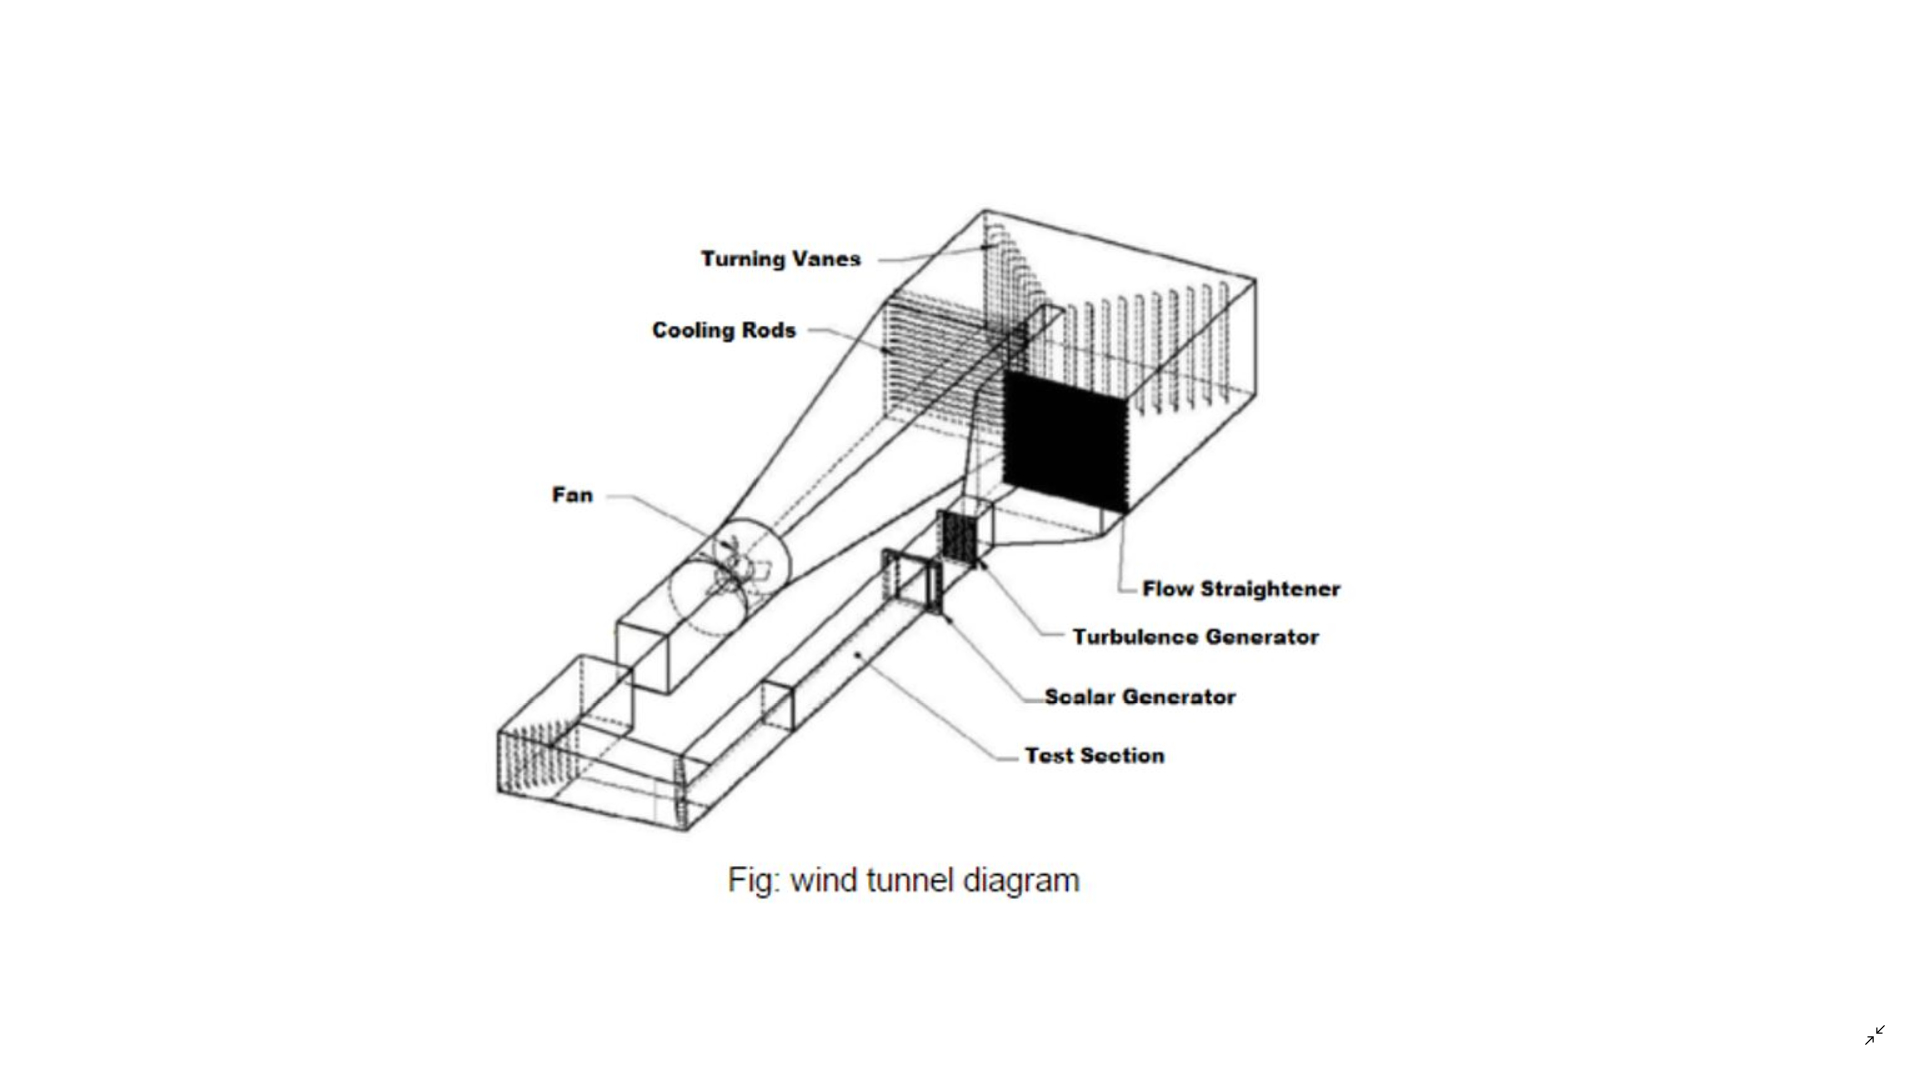 Turning Vanes
Cooling Rods
Fan
Flow Straightener
Turbulence Generator
Scalar Generator
Test Section
Fig: wind tunnel diagram